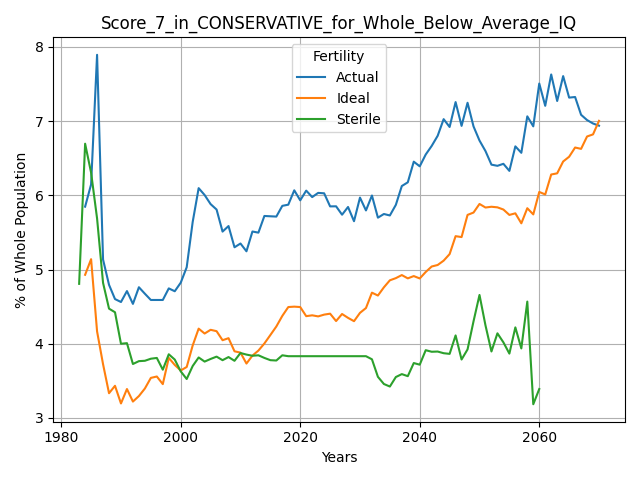 Score_7_in_CONSERVATIVE_for_Whole_Below_Average_IQ
Fertility
Actual
Ideal
Sterile
% of Whole Population
8
7
6
5
4
3
1980
2000
2020
2040
2060
Years